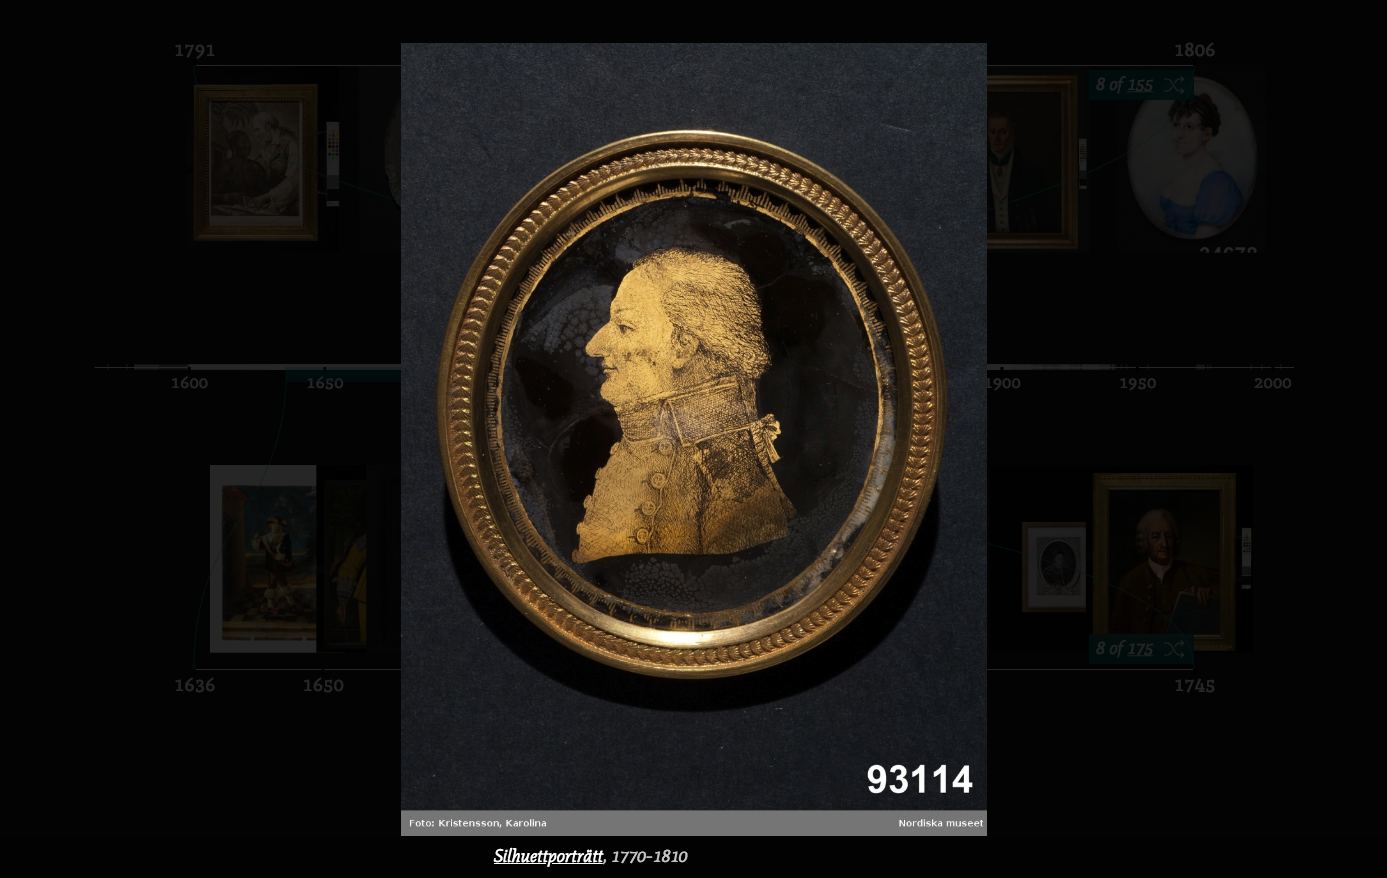 1791
1806
8 of 155
24678
1600
1650
1900
1950
2000
8 of 175
1636
1650
1745
93114
Foto: Kristensson, Karolina
Nordiska museet
Silhuettporträtt, 1770-1810